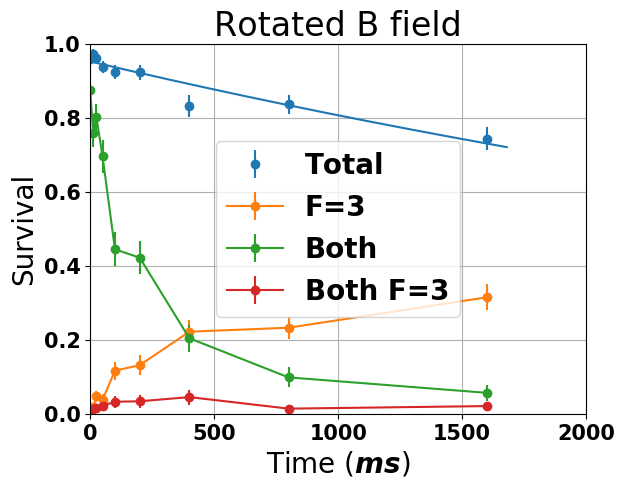 Rotated B field
Survival
1.0
0.8
0.6
0.4
0.2
0.0
Total
F=3
Both
Both F=3
0 500 1000 1500 2000
Time (ms)